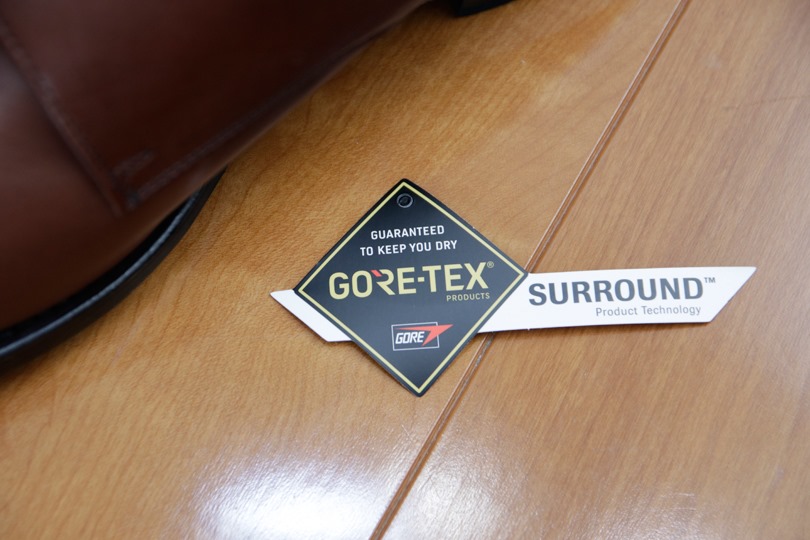 GUARANTEED
TO KEEP YOU DRY
GORE-TEX®
PRODUCTS
GORE
SURROUND™
Product Technology